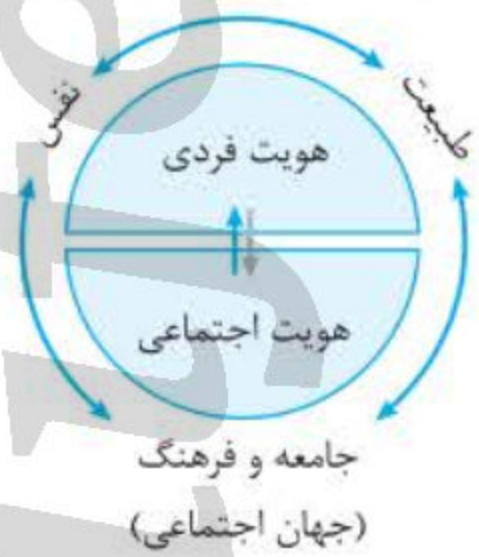 طبیعت
نفس
هویت فردی
هویت اجتماعی
جامعه و فرهنگ
(جهان اجتماعی)